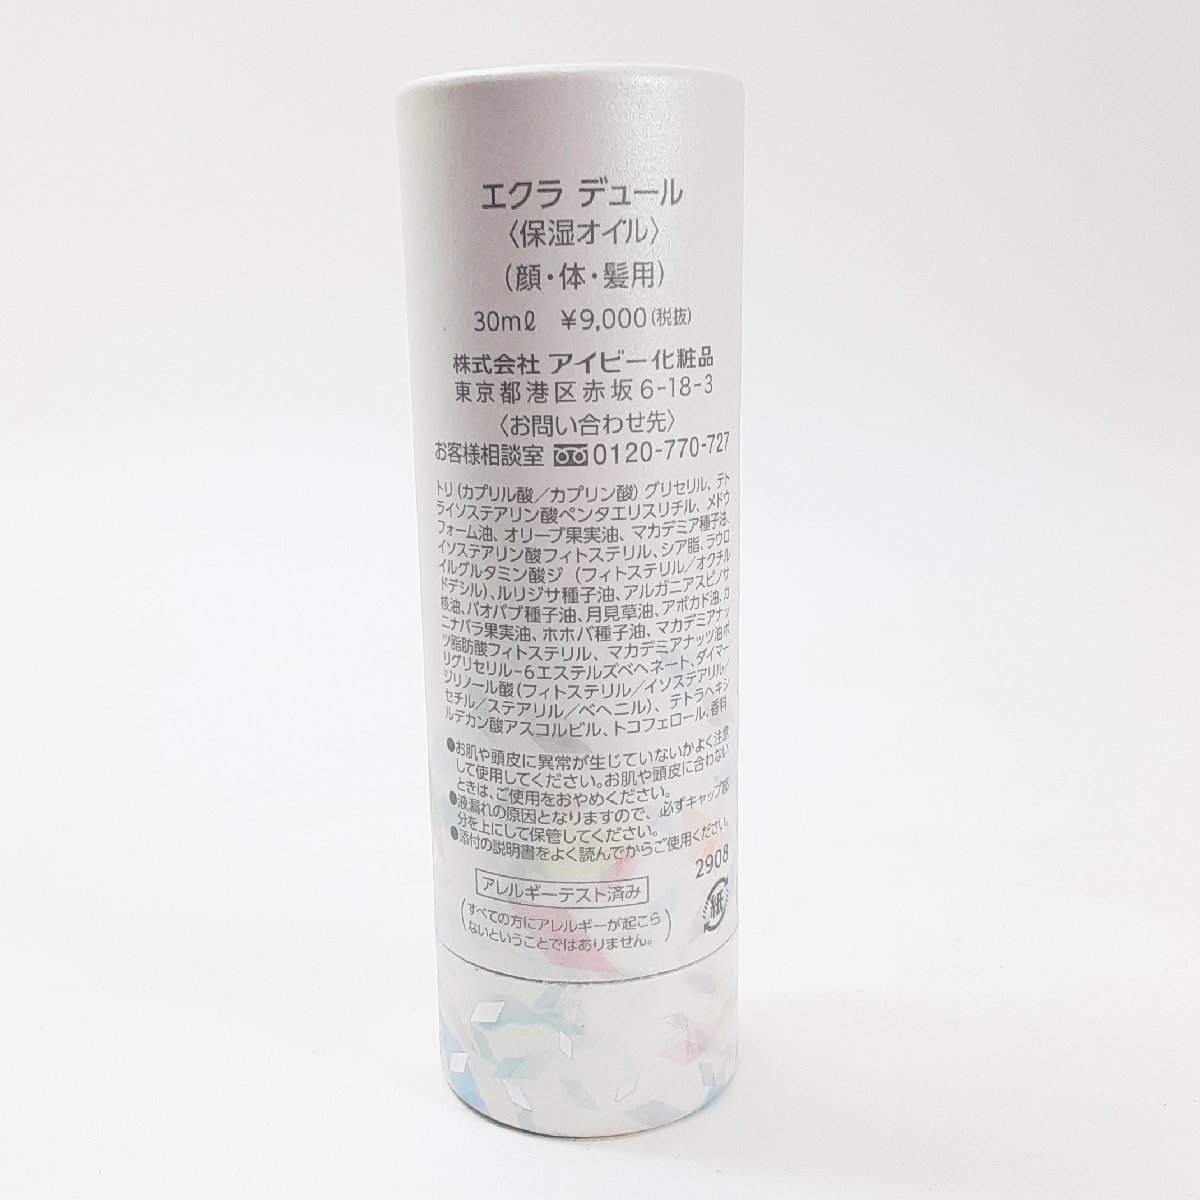 エクラ デュール
〈保湿オイル〉
(顔・体・髪用)
30mℓ ¥9,000(税抜)
株式会社 アイビー化粧品
東京都港区赤坂6-18-3
〈お問い合わせ先〉
お客様相談室 0120-770-727
トリ(カプリル酸/カプリン酸)グリセリル、テト
ライソステアリン酸ペンタエリスリチル、メドウ
フォーム油、オリーブ果実油、マカデミア種子油、
イソステアリン酸フィトステリル、シア脂、ラウロ
イルグルタミン酸ジ(フィトステリル/オクチル
ドデシル)、ルリジサ種子油、アルガニアスピノサ
核油、バオバブ種子油、月見草油、アボカド油、カ
ニナバラ果実油、ホホバ種子油、マカデミアナッ
ツ脂肪酸フィトステリル、マカデミアナッツ油ポ
リグリセリル-6エステルズベヘネート、ダイマー
ジリノール酸(フィトステリル/イソステアリル/
セチル/ステアリル/ベヘニル)、テトラヘキシ
ルデカン酸アスコルビル、トコフェロール、香料
●お肌や頭皮に異常が生じていないかよく注意
して使用してください。お肌や頭皮に合わない
ときは、ご使用をおやめください。
●液漏れの原因となりますので、必ずキャップ部
分を上にして保管してください。
●添付の説明書をよく読んでからご使用ください。
2908
アレルギーテスト済み
(すべての方にアレルギーが起こら
ないということではありません。)
紙